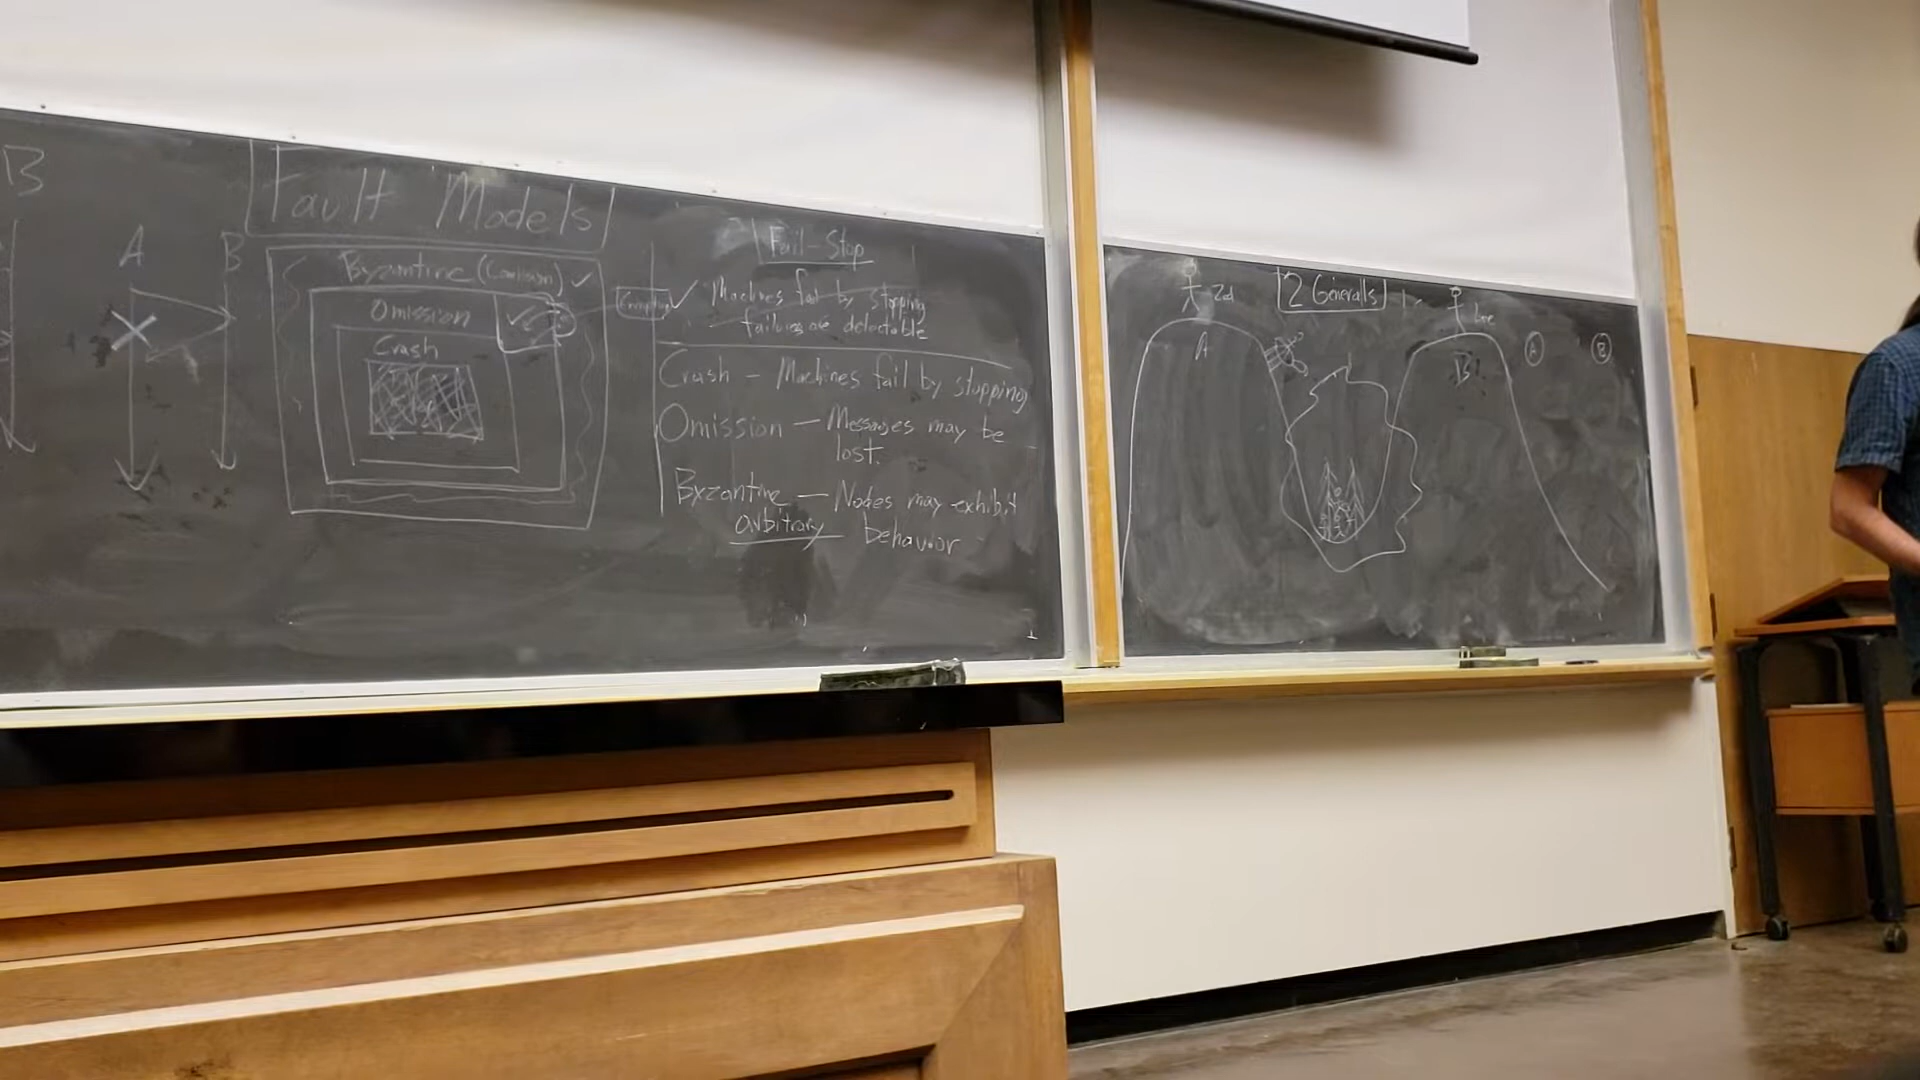 B
A B
Fault Models
Byzantine
Omission
Crash
Fail-Stop
Machines fail by stopping
failures are detectable
Crash - Machines fail by stopping
Omission - Messages may be
lost.
Byzantine - Nodes may exhibit
arbitrary behavior
2 Generals
A
B
A B